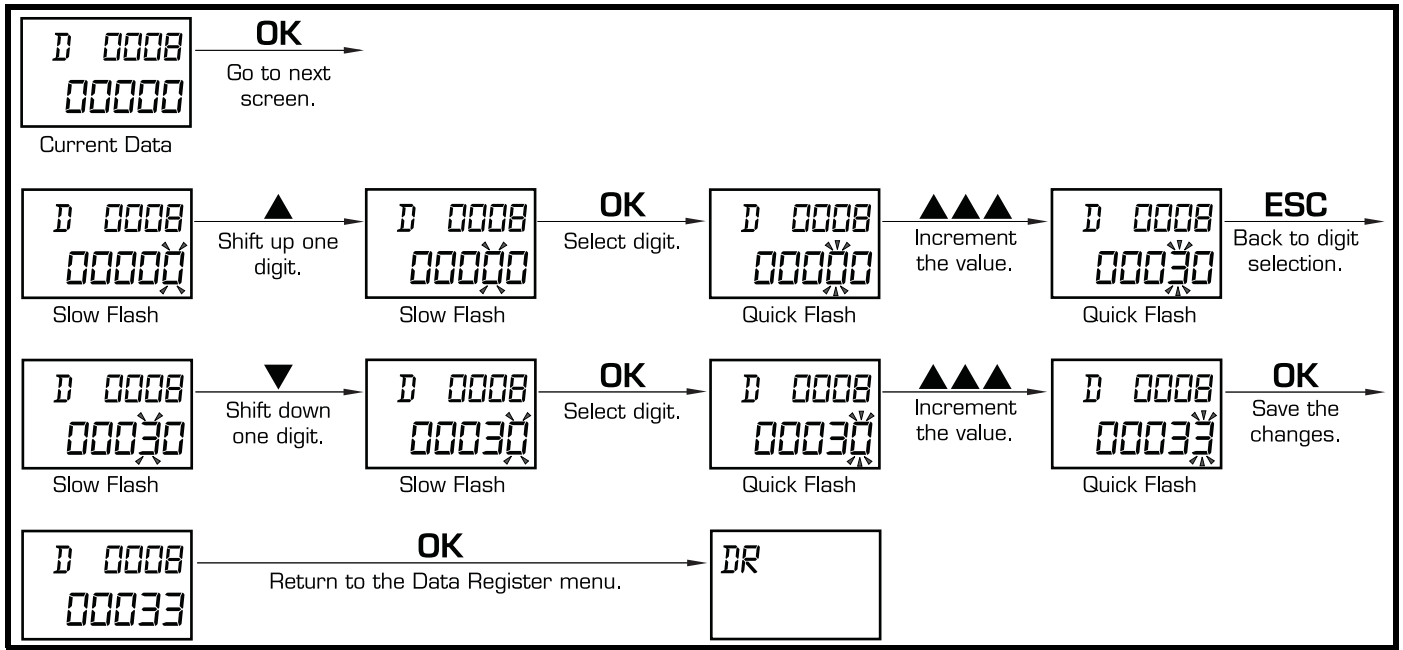 D 0008
00000
Current Data
OK
Go to next
screen.
D 0008
00000
Slow Flash
Shift up one
digit.
D 0008
00000
Slow Flash
OK
Select digit.
D 0008
00000
Quick Flash
Increment
the value.
D 0008
00030
Quick Flash
ESC
Back to digit
selection.
D 0008
00030
Slow Flash
Shift down
one digit.
D 0008
00030
Slow Flash
OK
Select digit.
D 0008
00030
Quick Flash
Increment
the value.
D 0008
00033
Quick Flash
OK
Save the
changes.
D 0008
00033
OK
Return to the Data Register menu.
DR